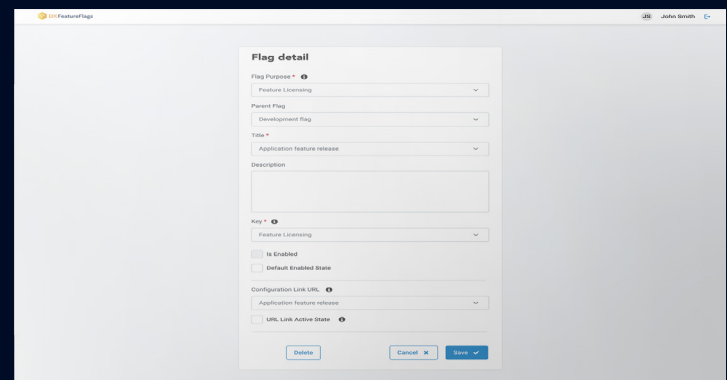 FeatureFlags
JS John Smith
Flag detail
Flag Purpose *
Feature Licensing
Parent Flag
Development flag
Title *
Application feature release
Description
Key *
Feature Licensing
Is Enabled
Default Enabled State
Configuration Link URL
Application feature release
URL Link Active State
Delete
Cancel
Save